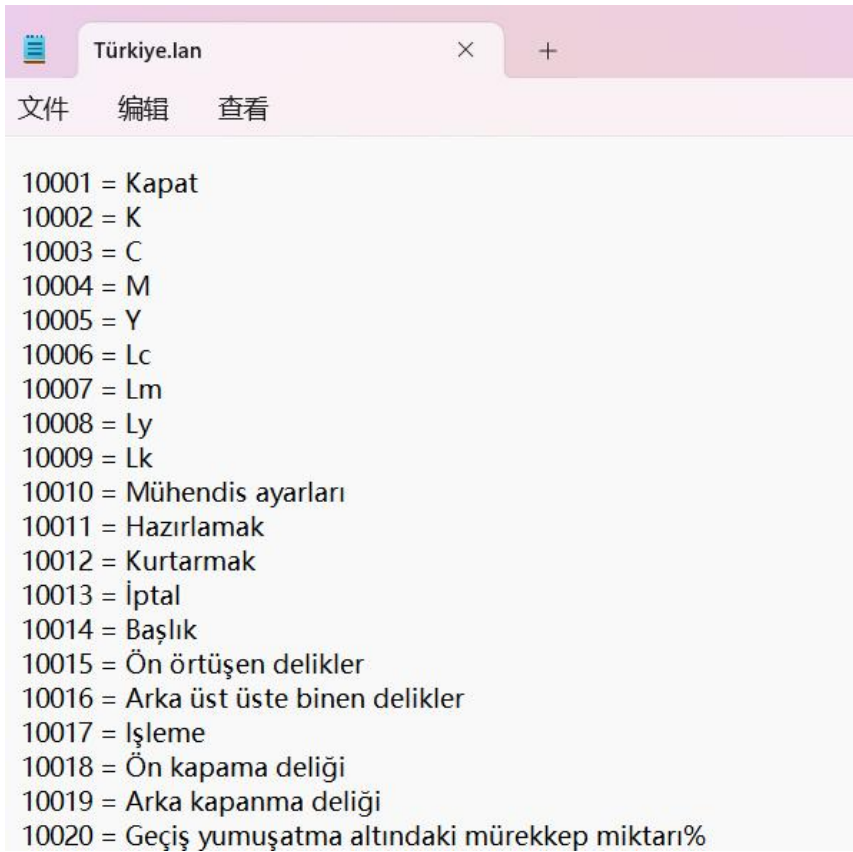 Türkiye.lan
文件 编辑 查看
10001 = Kapat
10002 = K
10003 = C
10004 = M
10005 = Y
10006 = Lc
10007 = Lm
10008 = Ly
10009 = Lk
10010 = Mühendis ayarları
10011 = Hazırlamak
10012 = Kurtarmak
10013 = İptal
10014 = Başlık
10015 = Ön örtüşen delikler
10016 = Arka üst üste binen delikler
10017 = Işleme
10018 = Ön kapama deliği
10019 = Arka kapanma deliği
10020 = Geçiş yumuşatma altındaki mürekkep miktarı%